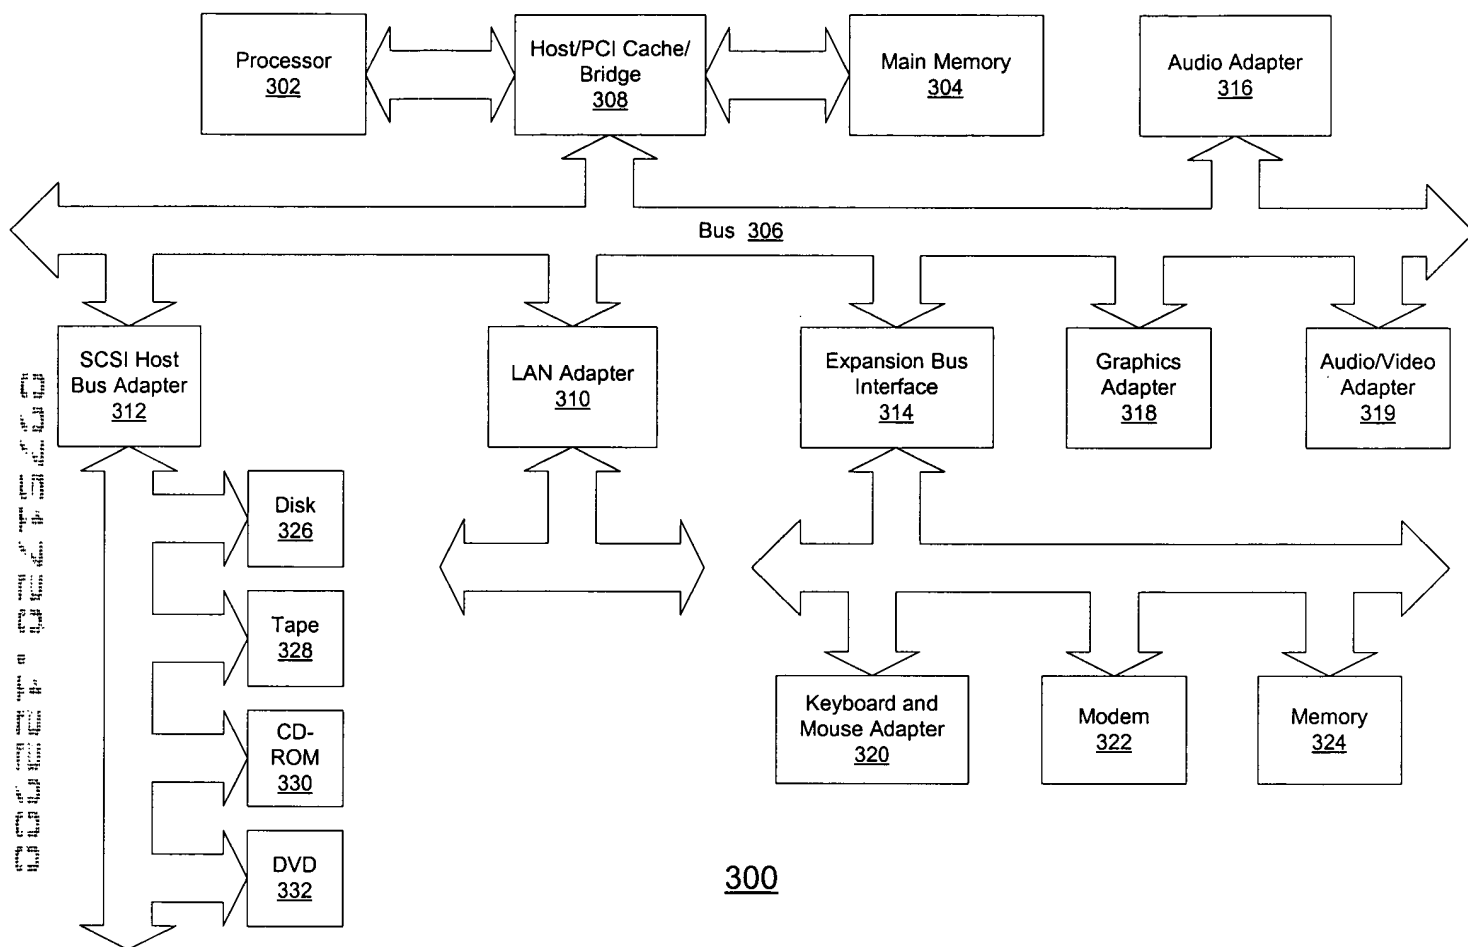 Processor
302
Host/PCI Cache/
Bridge
308
Main Memory
304
Audio Adapter
316
Bus 306
SCSI Host
Bus Adapter
312
LAN Adapter
310
Expansion Bus
Interface
314
Graphics
Adapter
318
Audio/Video
Adapter
319
Disk
326
Tape
328
CD-
ROM
330
DVD
332
Keyboard and
Mouse Adapter
320
Modem
322
Memory
324
300